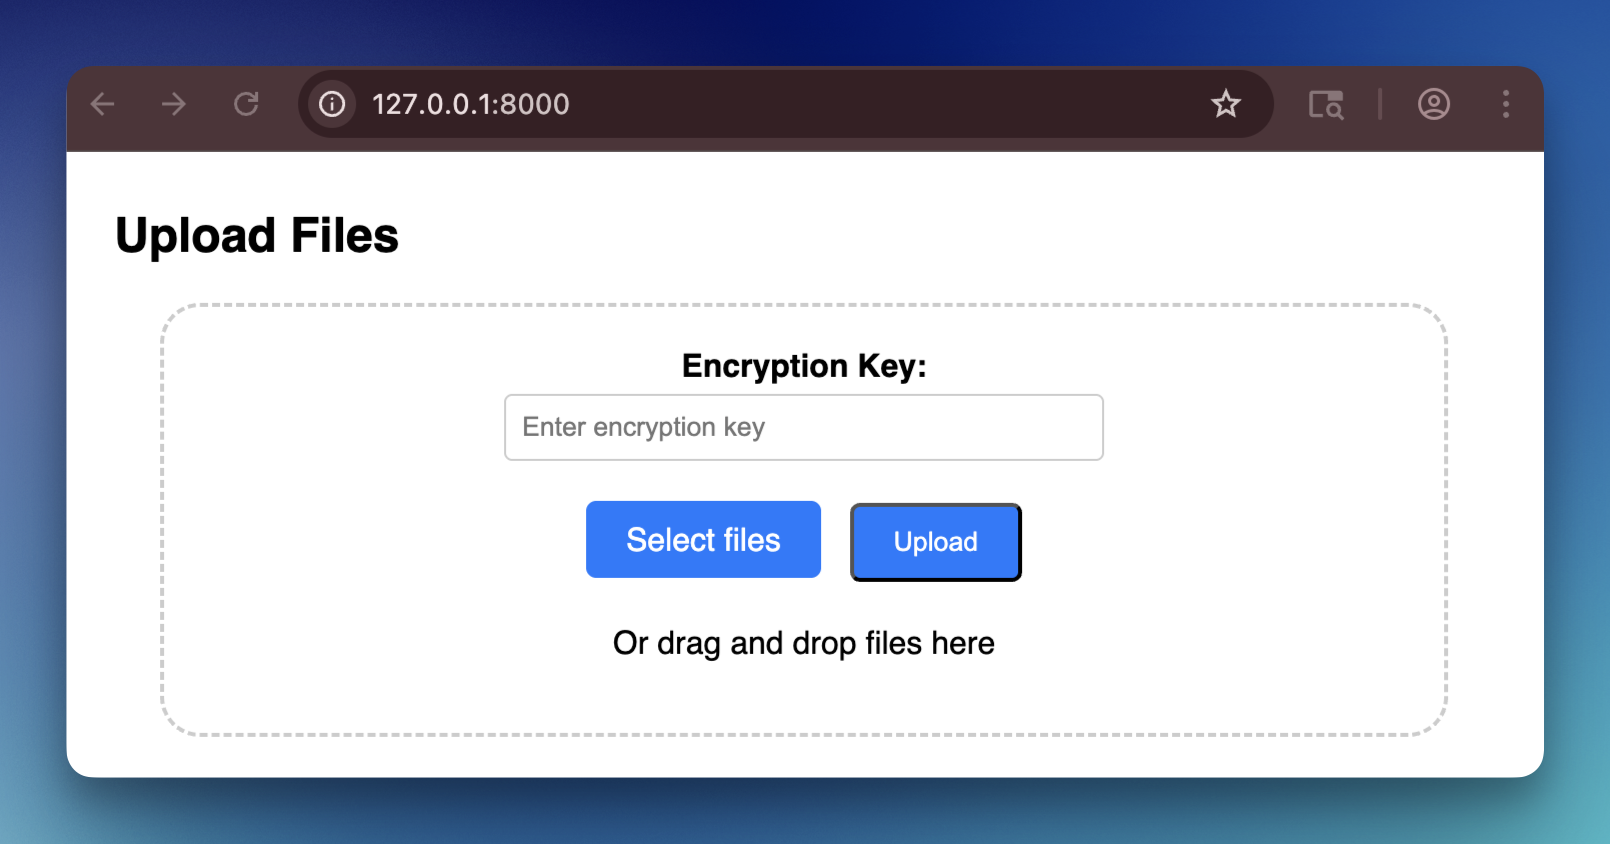 127.0.0.1:8000
Upload Files
Encryption Key:
Enter encryption key
Select files
Upload
Or drag and drop files here